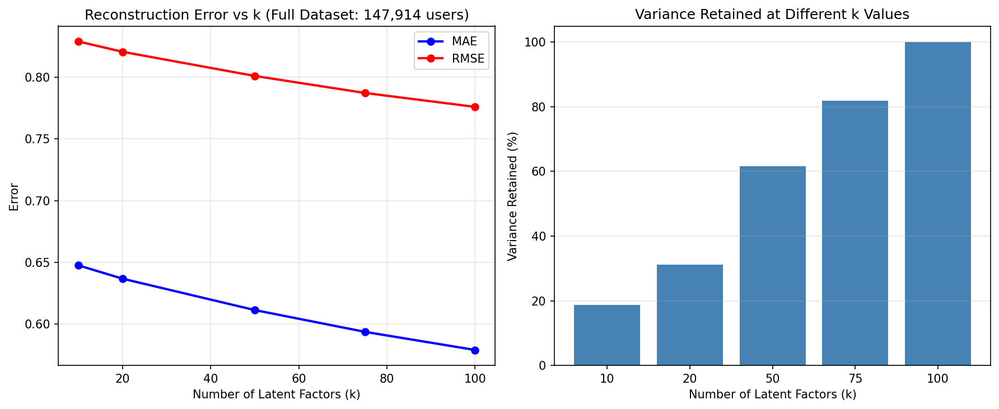 Reconstruction Error vs k (Full Dataset: 147,914 users)
MAE
RMSE
0.80
0.75
0.70
0.65
0.60
Error
20 40 60 80 100
Number of Latent Factors (k)
Variance Retained at Different k Values
100
80
60
40
20
0
Variance Retained (%)
10 20 50 75 100
Number of Latent Factors (k)